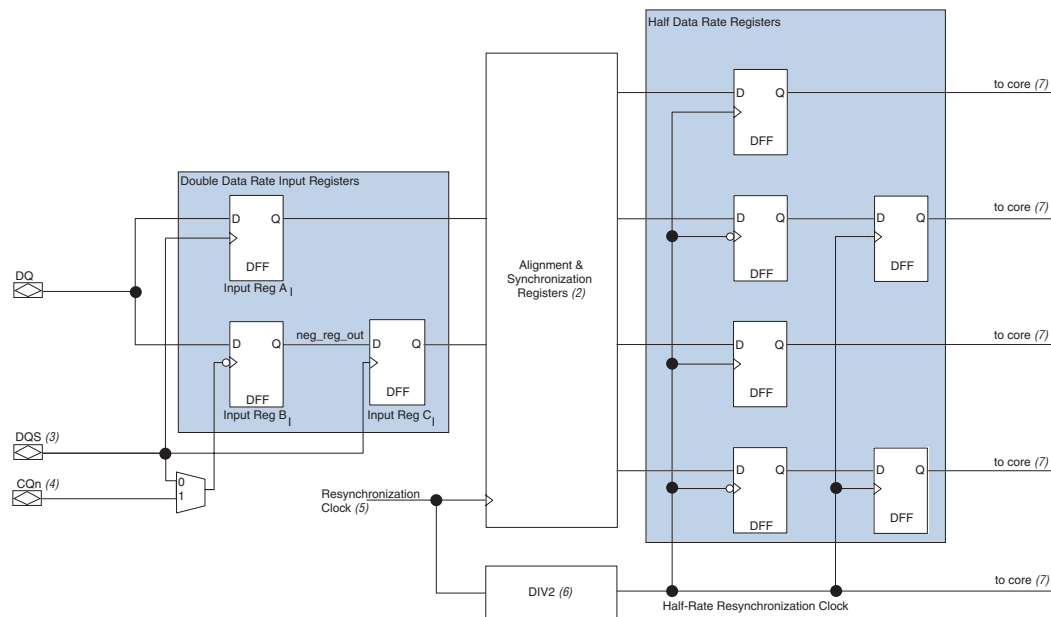 Half Data Rate Registers
D Q
DFF
to core (7)
Double Data Rate Input Registers
D Q
DFF
Input Reg A I
D Q
DFF
D Q
DFF
to core (7)
DQ
Alignment &
Synchronization
Registers (2)
neg_reg_out
D Q
DFF
Input Reg B I
D Q
DFF
Input Reg C I
D Q
DFF
to core (7)
DQS (3)
CQn (4)
0
1
D Q
DFF
D Q
DFF
to core (7)
Resynchronization
Clock (5)
DIV2 (6)
to core (7)
Half-Rate Resynchronization Clock